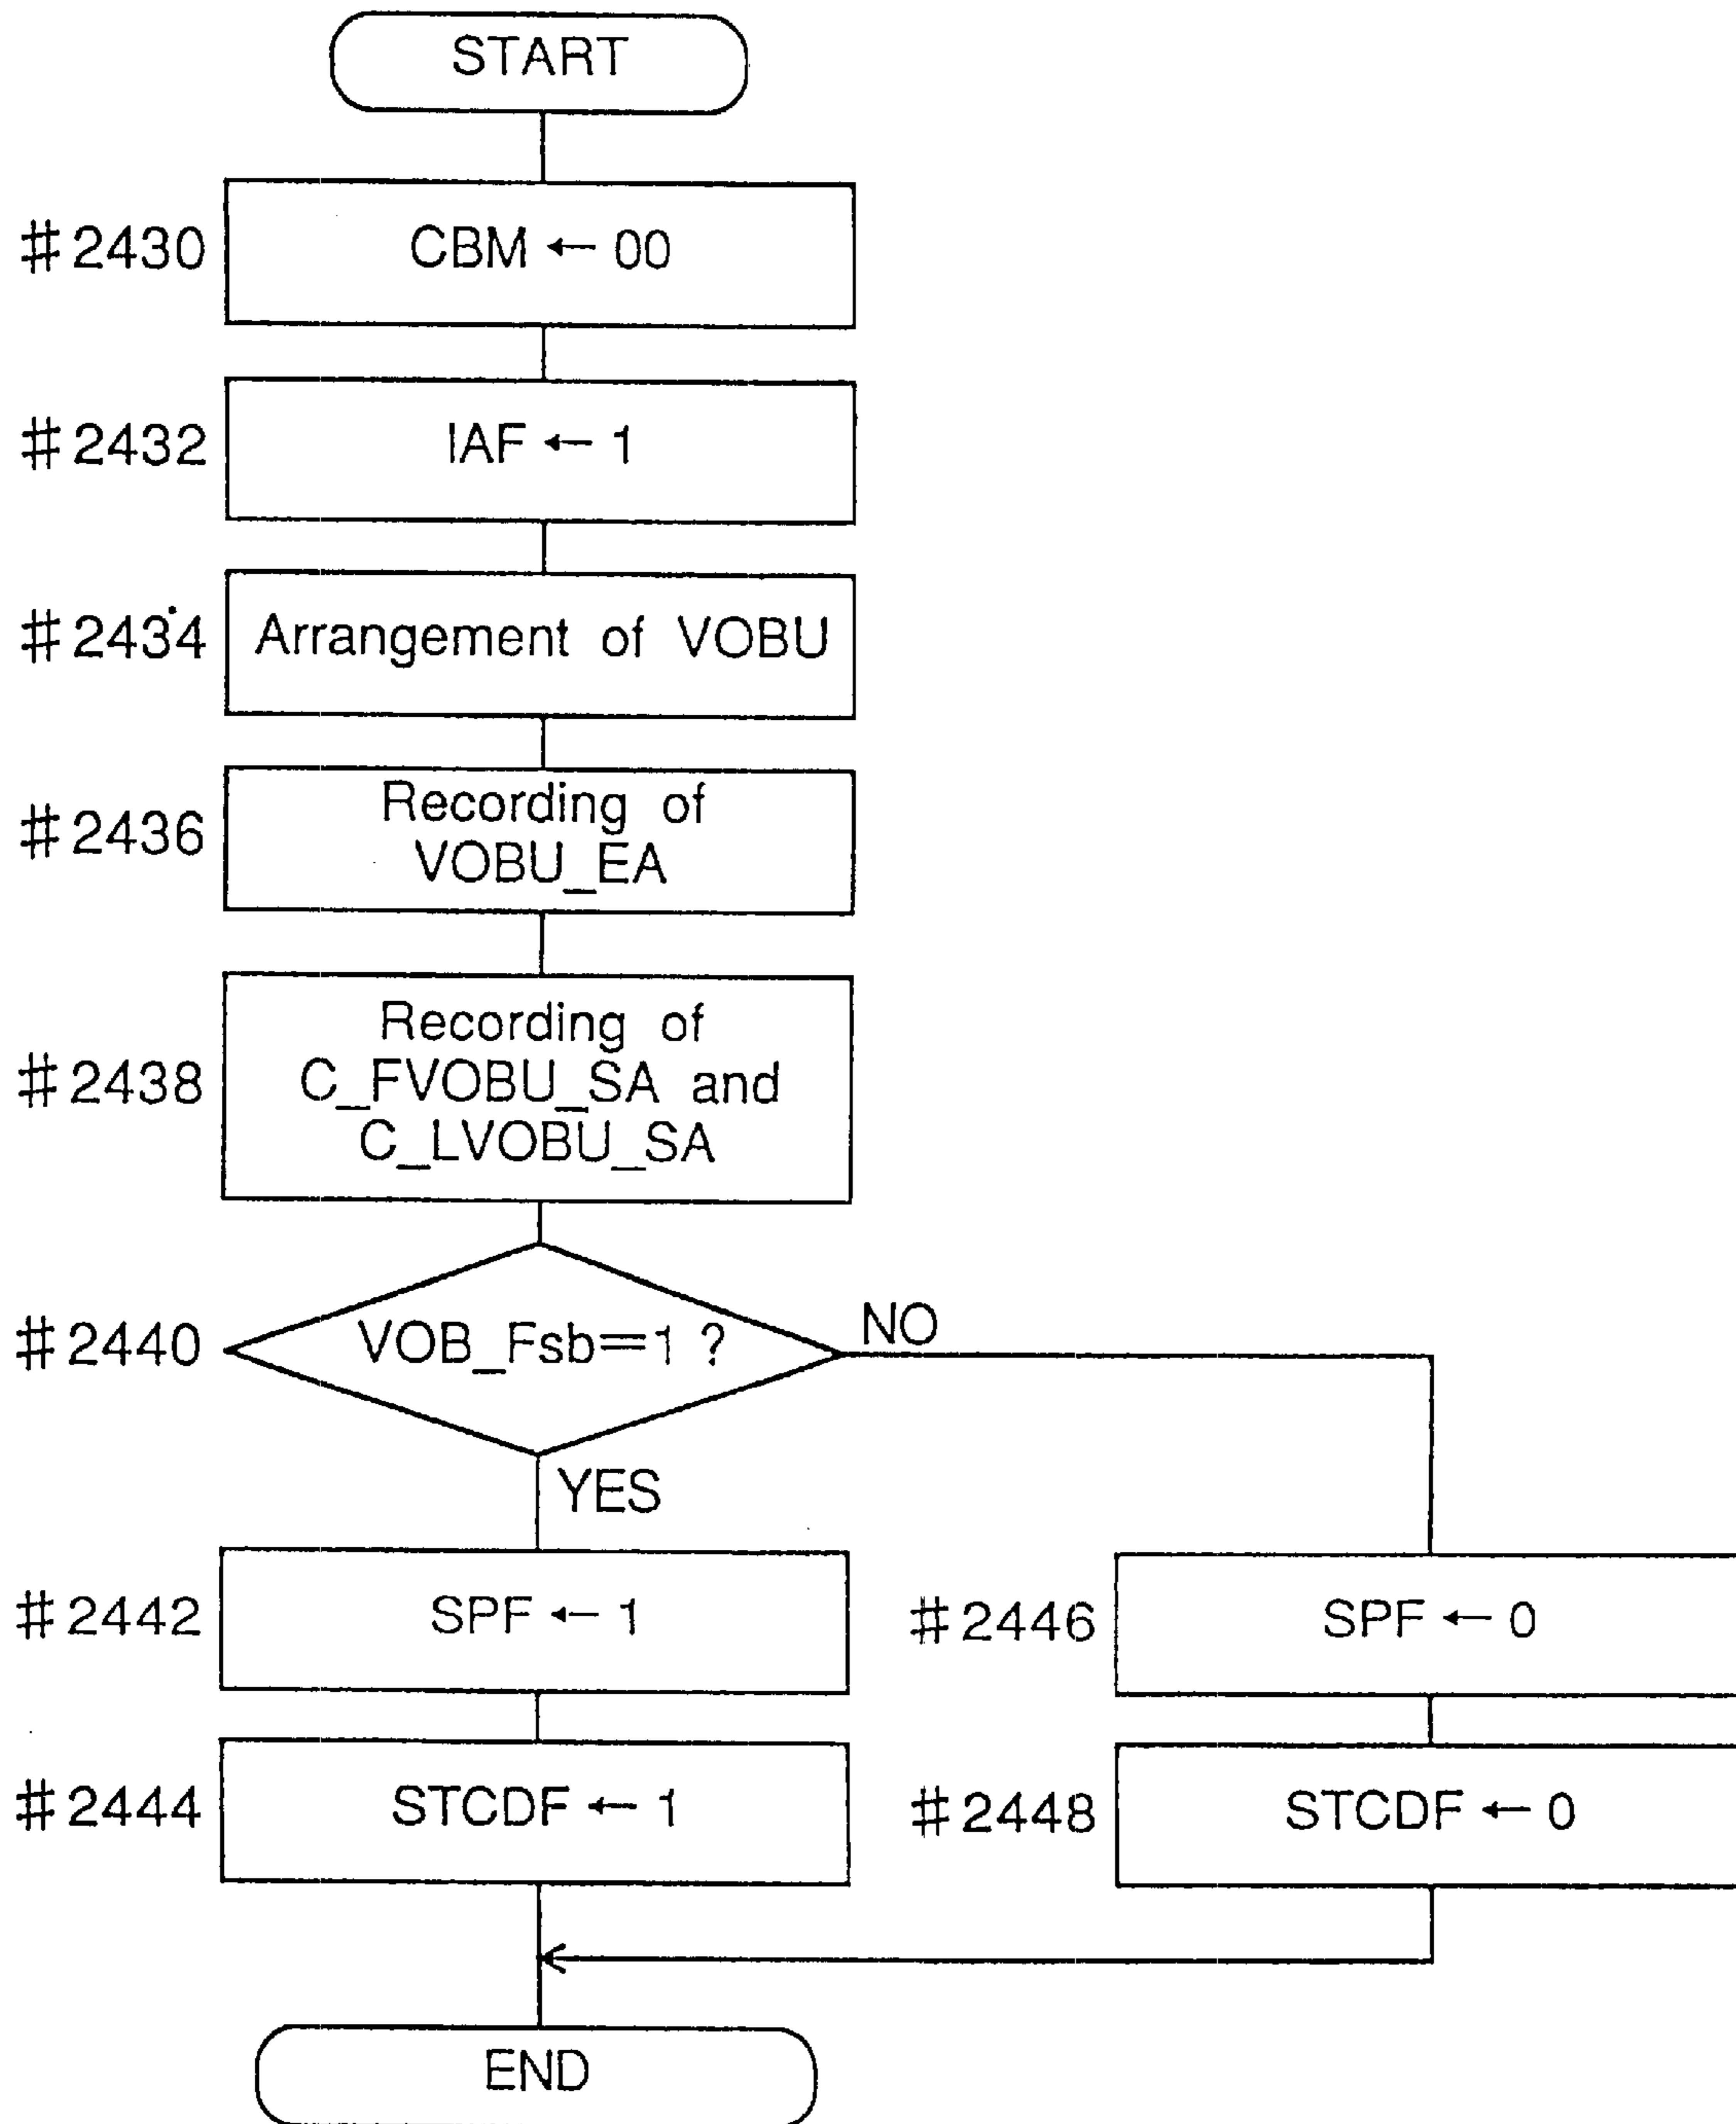 START
#2430
CBM ← 00
#2432
IAF ← 1
#2434
Arrangement of VOBU
#2436
Recording of
VOBU_EA
#2438
Recording of
C_FVOBU_SA and
C_LVOBU_SA
#2440
VOB_Fsb=1 ?
NO
YES
#2442
SPF ← 1
#2446
SPF ← 0
#2444
STCDF ← 1
#2448
STCDF ← 0
END